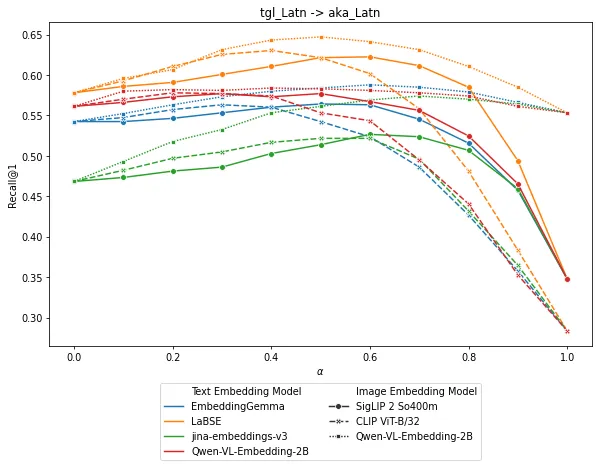 tgl_Latn -> aka_Latn
0.65
0.60
0.55
0.50
0.45
0.40
0.35
0.30
Recall@1
0.0 0.2 0.4 0.6 0.8 1.0
α
Text Embedding Model
EmbeddingGemma
LaBSE
jina-embeddings-v3
Qwen-VL-Embedding-2B
Image Embedding Model
SigLIP 2 So400m
CLIP ViT-B/32
Qwen-VL-Embedding-2B